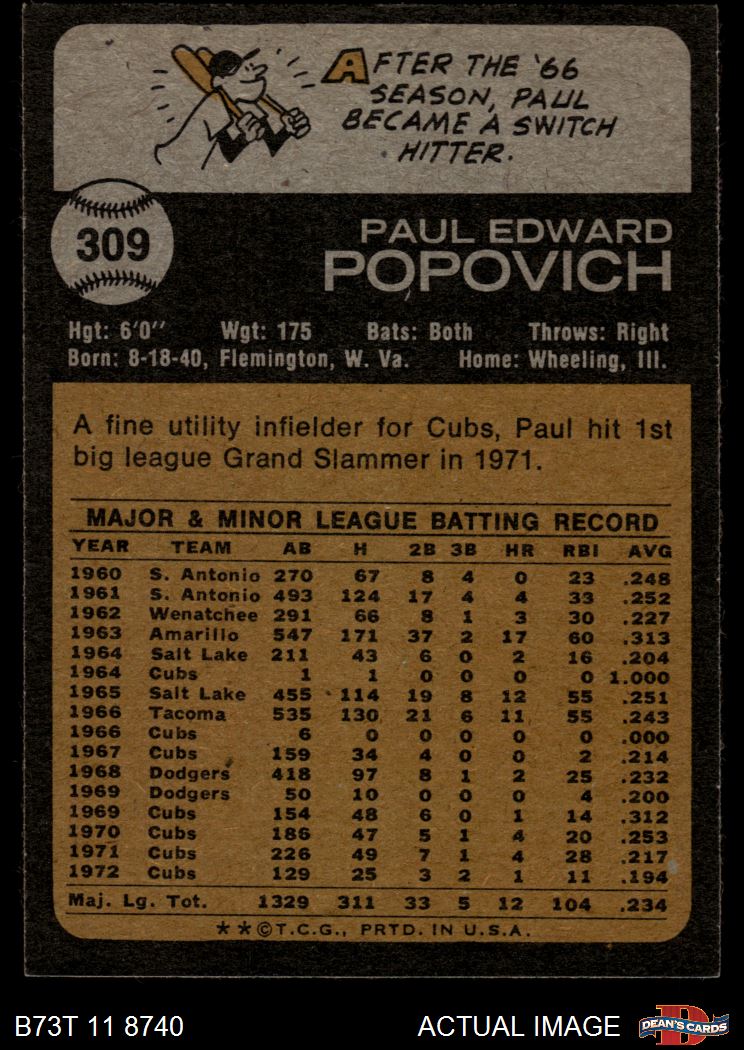 AFTER THE '66
SEASON, PAUL
BECAME A SWITCH
HITTER.
309
PAUL EDWARD
POPOVICH
Hgt: 6'0" Wgt: 175 Bats: Both Throws: Right
Born: 8-18-40, Flemington, W. Va. Home: Wheeling, Ill.
A fine utility infielder for Cubs, Paul hit 1st
big league Grand Slammer in 1971.
MAJOR & MINOR LEAGUE BATTING RECORD
YEAR TEAM AB H 2B 3B HR RBI AVG
1960 S. Antonio 270 67 8 4 0 23 .248
1961 S. Antonio 493 124 17 4 4 33 .252
1962 Wenatchee 291 66 8 1 3 30 .227
1963 Amarillo 547 171 37 2 17 60 .313
1964 Salt Lake 211 43 6 0 2 16 .204
1964 Cubs 1 1 0 0 0 0 1.000
1965 Salt Lake 455 114 19 8 12 55 .251
1966 Tacoma 535 130 21 6 11 55 .243
1966 Cubs 6 0 0 0 0 0 .000
1967 Cubs 159 34 4 0 0 2 .214
1968 Dodgers 418 97 8 1 2 25 .232
1969 Dodgers 50 10 0 0 0 4 .200
1969 Cubs 154 48 6 0 1 14 .312
1970 Cubs 186 47 5 1 4 20 .253
1971 Cubs 226 49 7 1 4 28 .217
1972 Cubs 129 25 3 2 1 11 .194
Maj. Lg. Tot. 1329 311 33 5 12 104 .234
**©T.C.G., PRTD. IN U.S.A.
B73T 11 8740 ACTUAL IMAGE D DEAN'S CARDS